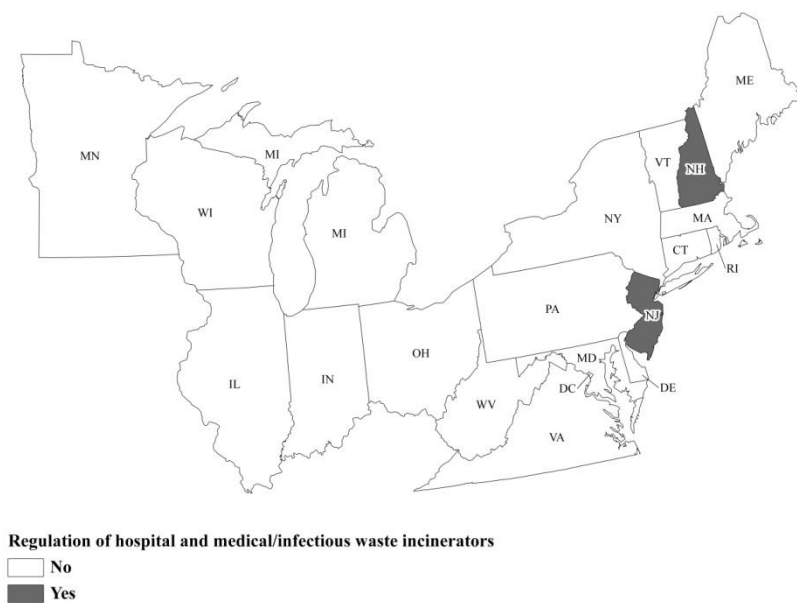 ME
MN
MI
VT
NH
WI
NY
MA
MI
CT
RI
PA
NJ
OH
MD
IL
IN
DC
DE
WV
VA
Regulation of hospital and medical/infectious waste incinerators
No
Yes